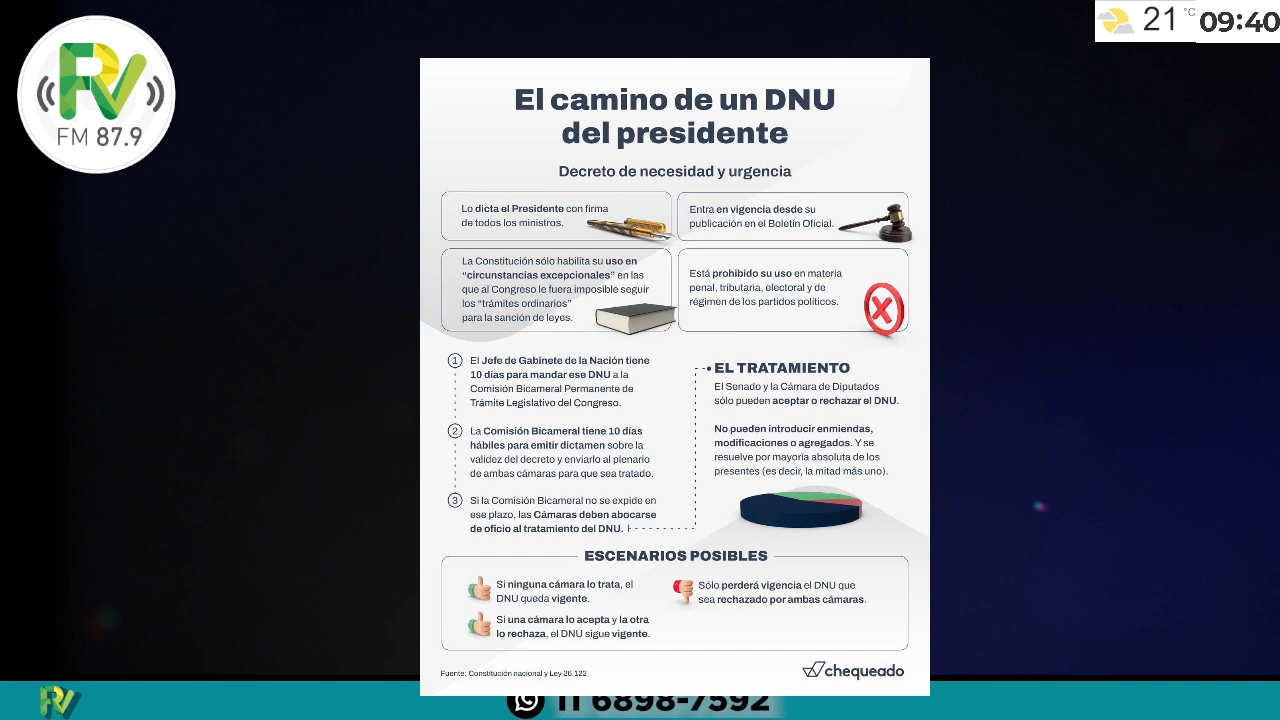 RV
FM 87.9
21 °C
09:40
El camino de un DNU
del presidente
Decreto de necesidad y urgencia
Lo dicta el Presidente con firma
de todos los ministros.
Entra en vigencia desde su
publicación en el Boletín Oficial.
La Constitución sólo habilita su uso en
“circunstancias excepcionales” en las
que al Congreso le fuera imposible seguir
los “trámites ordinarios”
para la sanción de leyes.
Está prohibido su uso en materia
penal, tributaria, electoral y de
régimen de los partidos políticos.
1 El Jefe de Gabinete de la Nación tiene
10 días para mandar ese DNU a la
Comisión Bicameral Permanente de
Trámite Legislativo del Congreso.
2 La Comisión Bicameral tiene 10 días
hábiles para emitir dictamen sobre la
validez del decreto y enviarlo al plenario
de ambas cámaras para que sea tratado.
3 Si la Comisión Bicameral no se expide en
ese plazo, las Cámaras deben abocarse
de oficio al tratamiento del DNU.
EL TRATAMIENTO
El Senado y la Cámara de Diputados
sólo pueden aceptar o rechazar el DNU.
No pueden introducir enmiendas,
modificaciones o agregados. Y se
resuelve por mayoría absoluta de los
presentes (es decir, la mitad más uno).
ESCENARIOS POSIBLES
Si ninguna cámara lo trata, el
DNU queda vigente.
Si una cámara lo acepta y la otra
lo rechaza, el DNU sigue vigente.
Sólo perderá vigencia el DNU que
sea rechazado por ambas cámaras.
Fuente: Constitución nacional y Ley 26.122
chequeado
RV
11 6898-7592